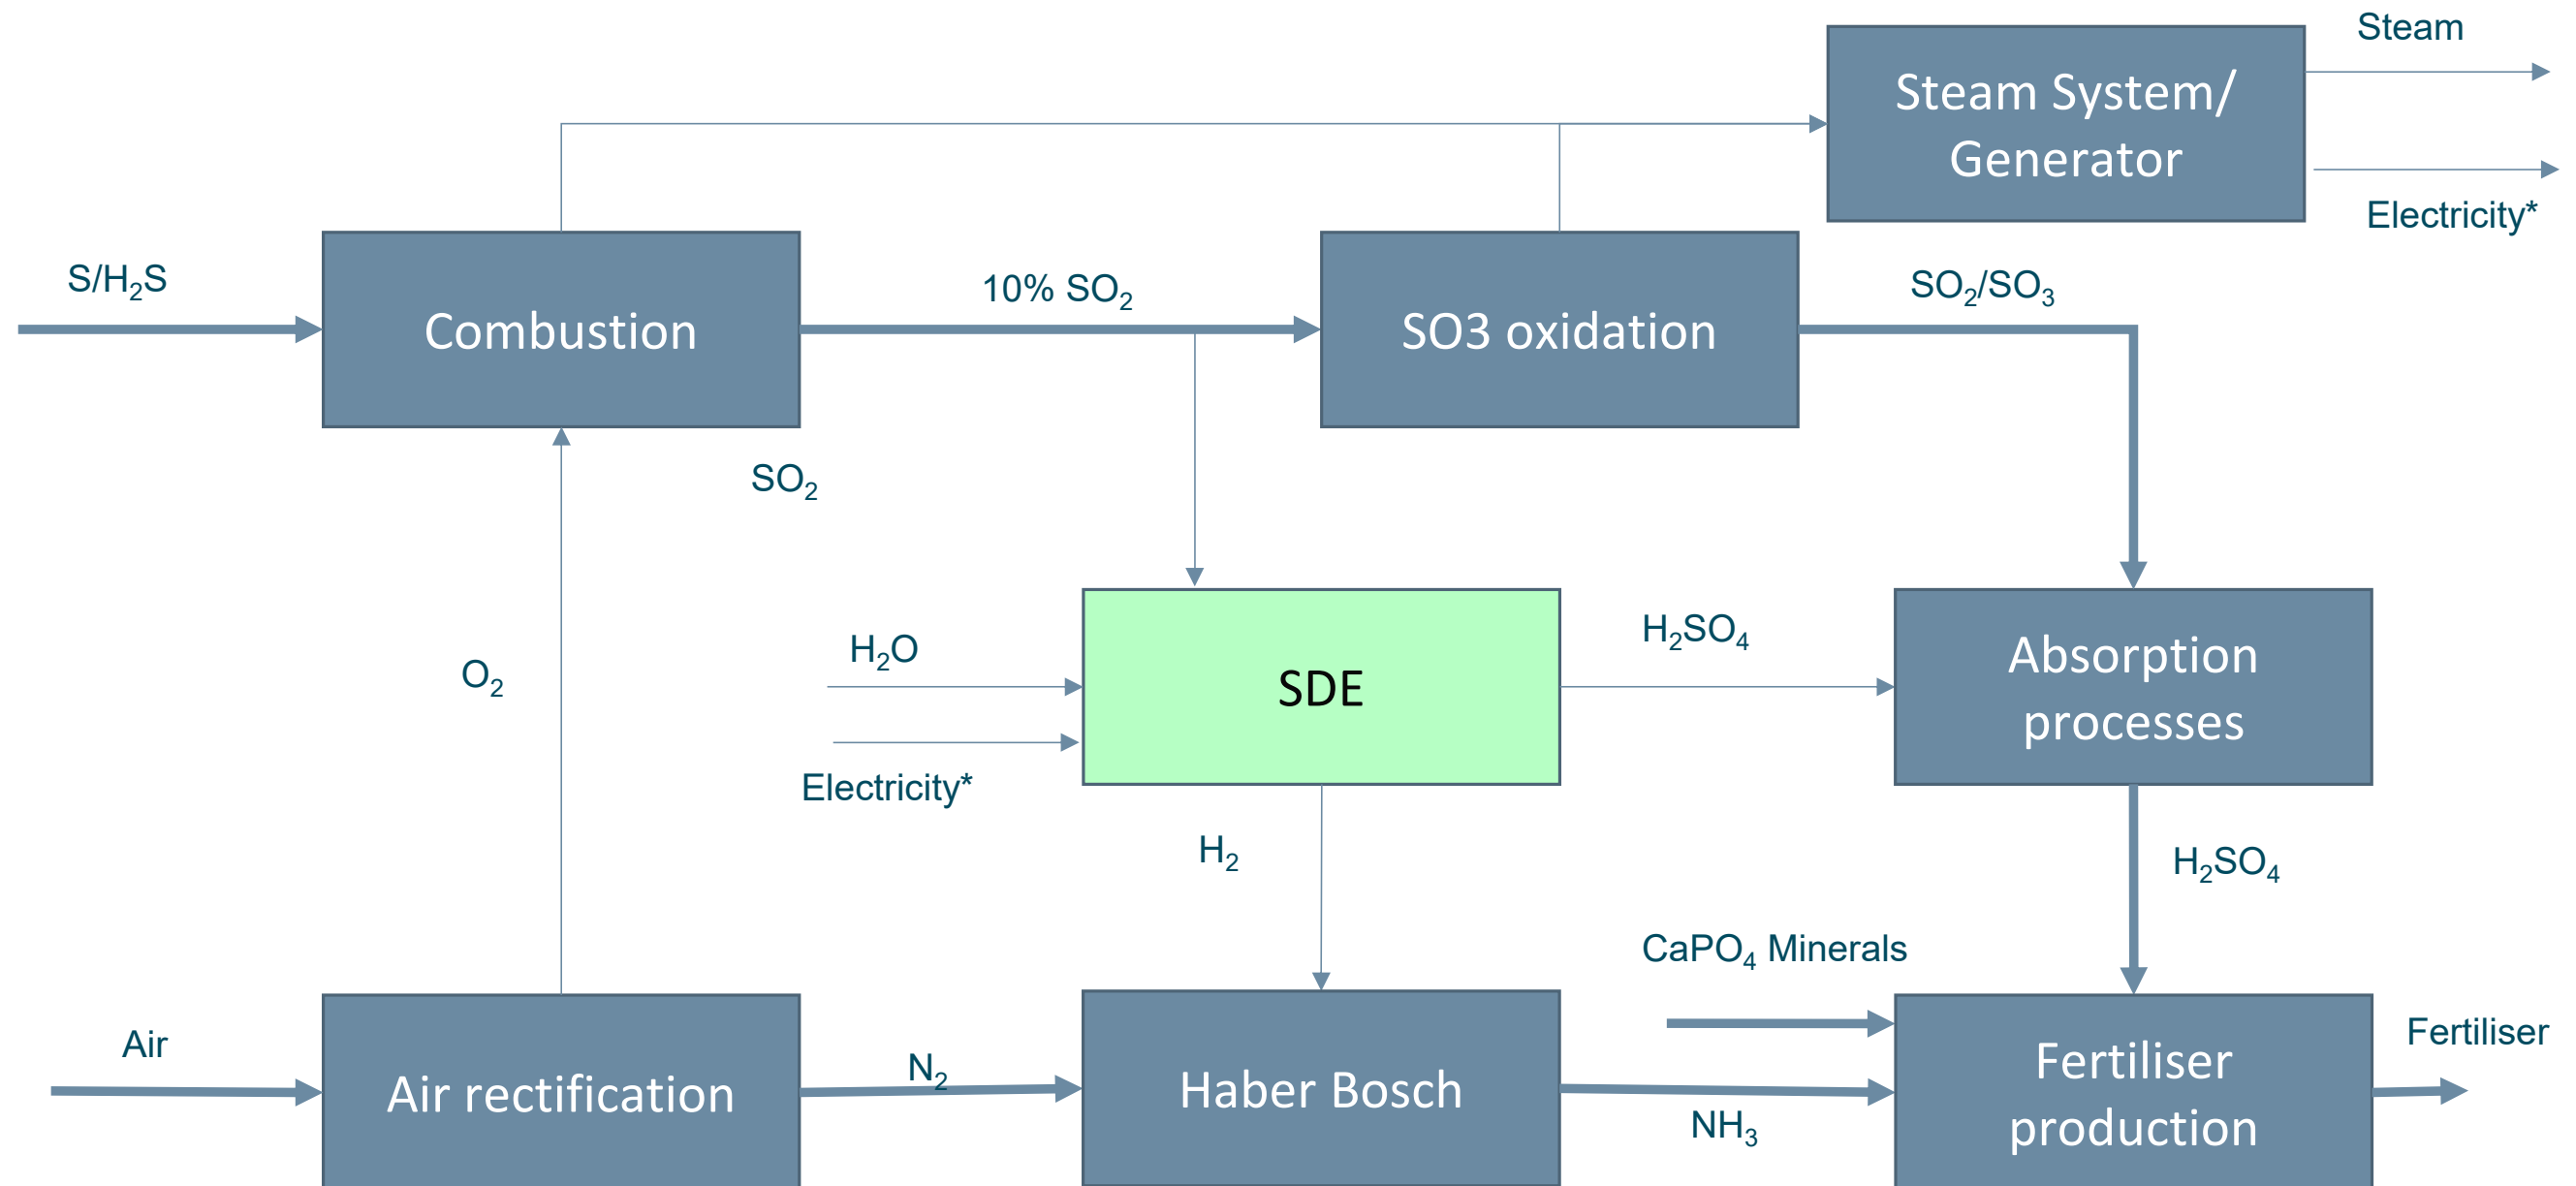 Steam
Steam System/
Generator
Electricity*
S/H₂S
Combustion
10% SO₂
SO3 oxidation
SO₂/SO₃
SO₂
O₂
H₂O
Electricity*
SDE
H₂SO₄
Absorption
processes
H₂
H₂SO₄
CaPO₄ Minerals
Air
Air rectification
N₂
Haber Bosch
NH₃
Fertiliser
production
Fertiliser